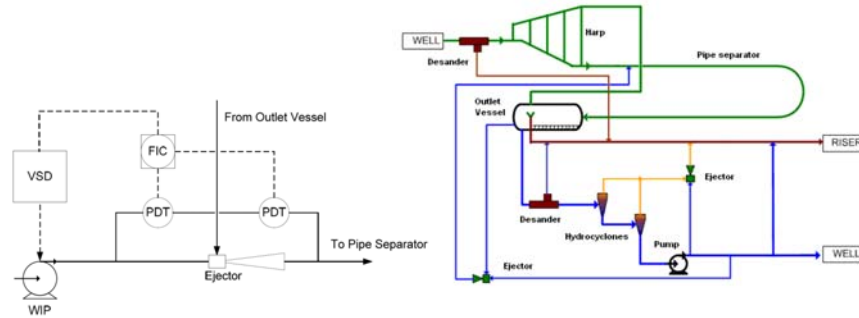 From Outlet Vessel
VSD
FIC
PDT
PDT
To Pipe Separator
Ejector
WIP
WELL
Desander
Harp
Pipe separator
Outlet
Vessel
RISER
Ejector
Desander
Hydrocyclones
Pump
WELL
Ejector